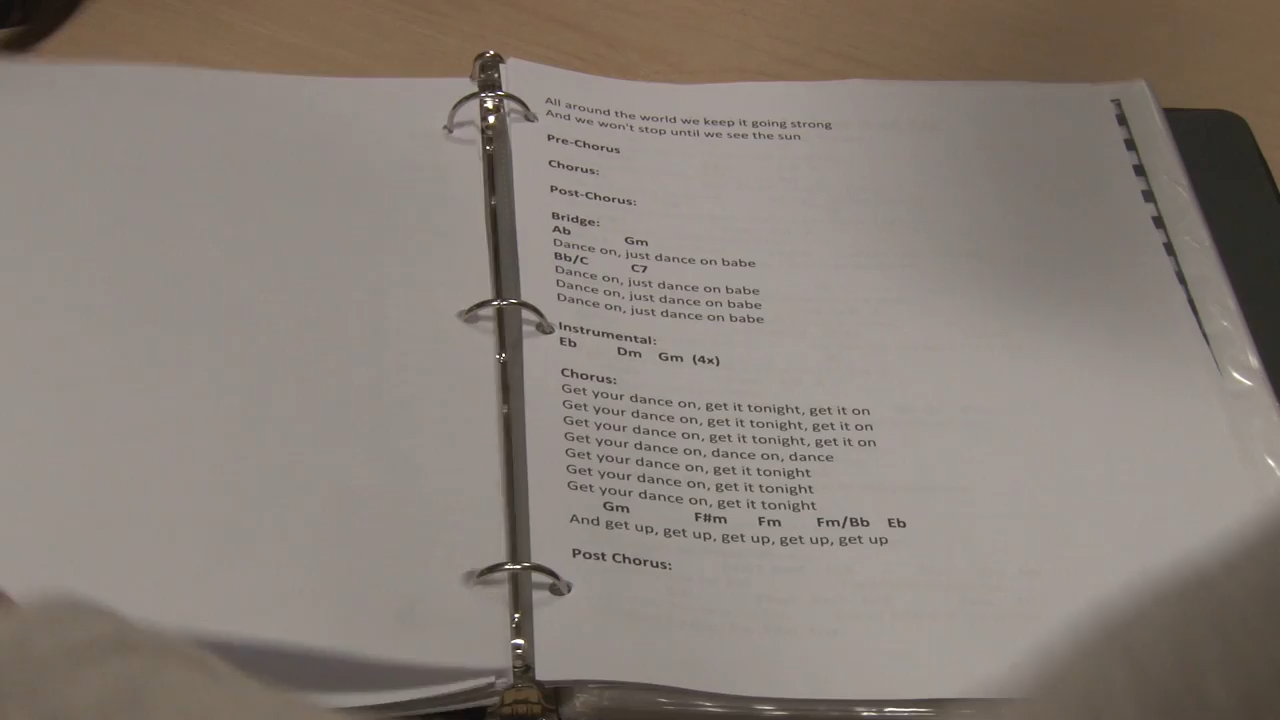 All around the world we keep it going strong
And we won't stop until we see the sun
Pre-Chorus
Chorus:
Post-Chorus:
Bridge:
Ab Gm
Dance on, just dance on babe
Bb/C C7
Dance on, just dance on babe
Dance on, just dance on babe
Dance on, just dance on babe
Instrumental:
Eb Dm Gm (4x)
Chorus:
Get your dance on, get it tonight, get it on
Get your dance on, get it tonight, get it on
Get your dance on, get it tonight, get it on
Get your dance on, dance on, dance
Get your dance on, get it tonight
Get your dance on, get it tonight
Get your dance on, get it tonight
Gm F#m Fm Fm/Bb Eb
And get up, get up, get up, get up, get up
Post Chorus: